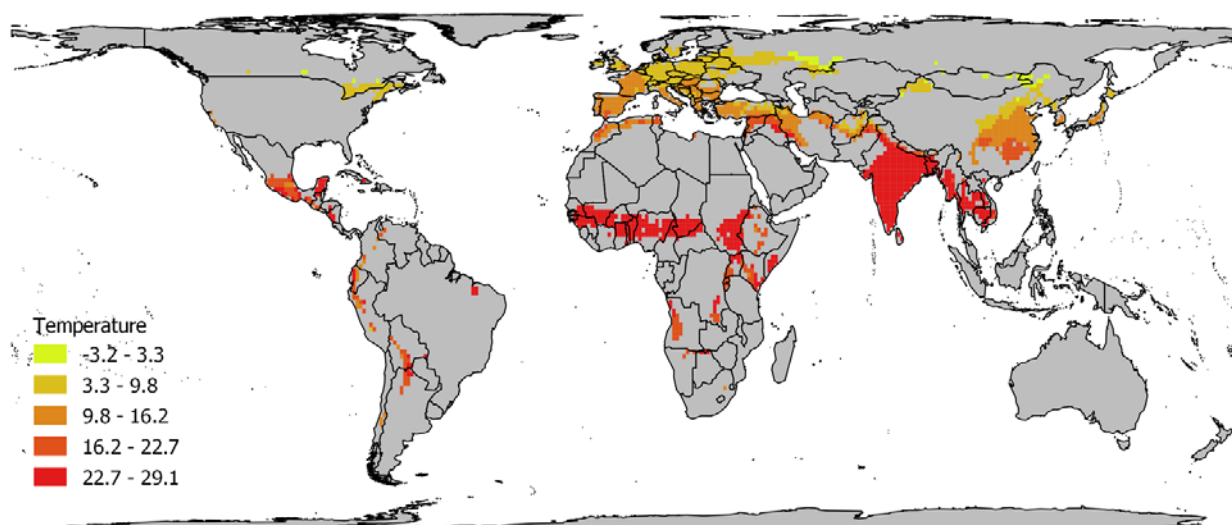 Temperature
-3.2 - 3.3
3.3 - 9.8
9.8 - 16.2
16.2 - 22.7
22.7 - 29.1